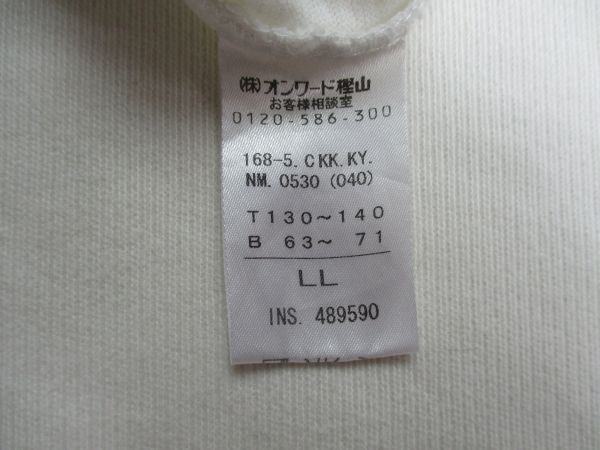 ㈱オンワード樫山
お客様相談室
0120-586-300
168-5. CKK. KY.
NM. 0530 (040)
T 130～140
B 63～ 71
LL
INS. 489590